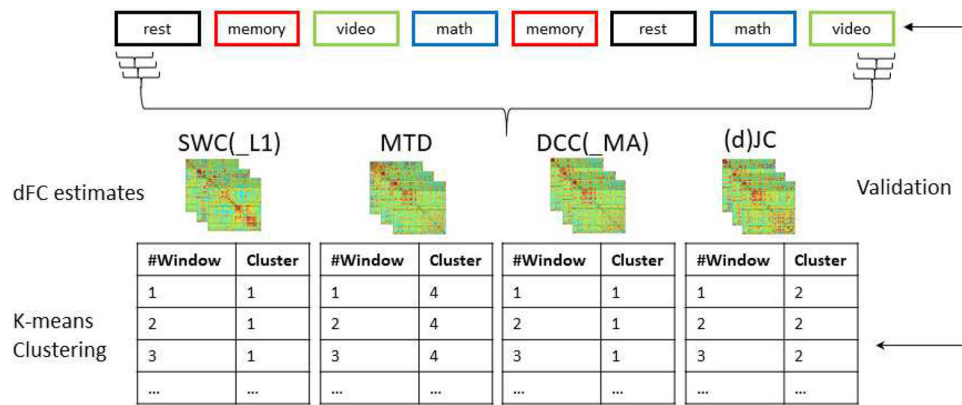 rest memory video math memory rest math video
SWC(_L1) MTD DCC(_MA) (d)JC
dFC estimates
Validation
#Window Cluster #Window Cluster #Window Cluster #Window Cluster
1 1 1 4 1 1 1 2
K-means
Clustering
2 1 2 4 2 1 2 2
3 1 3 4 3 1 3 2
... ... ... ... ... ... ... ...